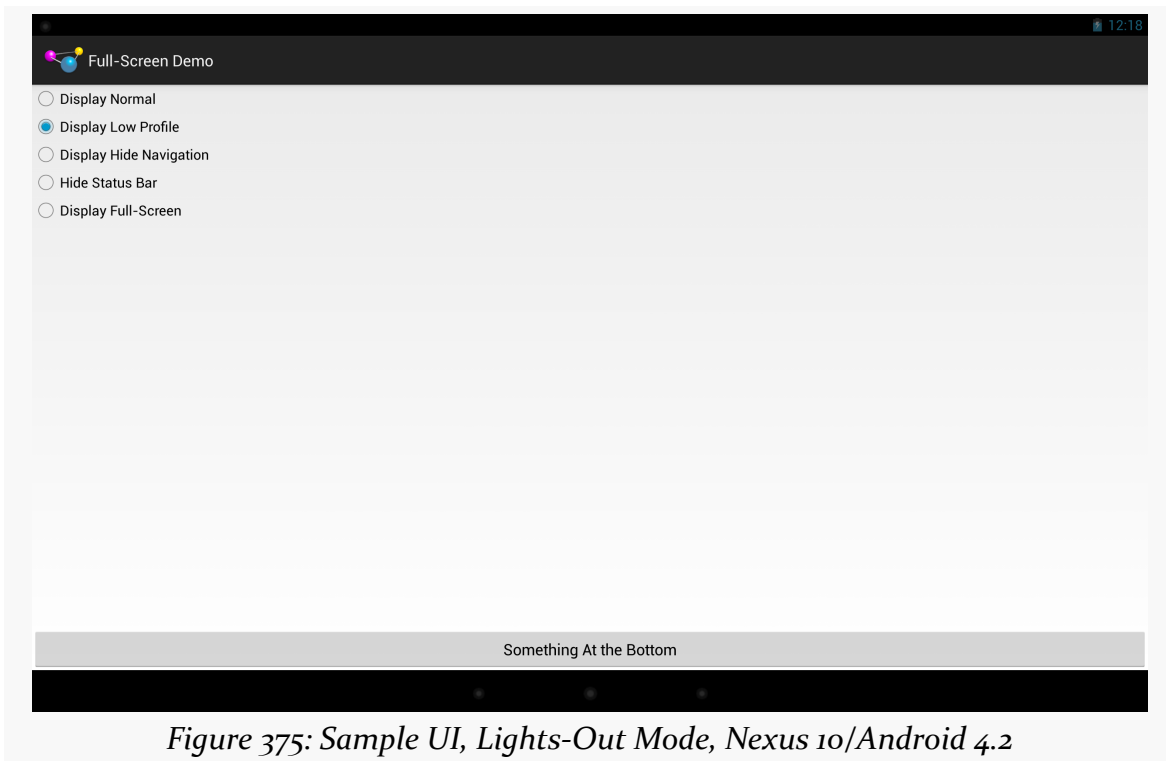 12:18
Full-Screen Demo
Display Normal
Display Low Profile
Display Hide Navigation
Hide Status Bar
Display Full-Screen
Something At the Bottom
Figure 375: Sample UI, Lights-Out Mode, Nexus 10/Android 4.2